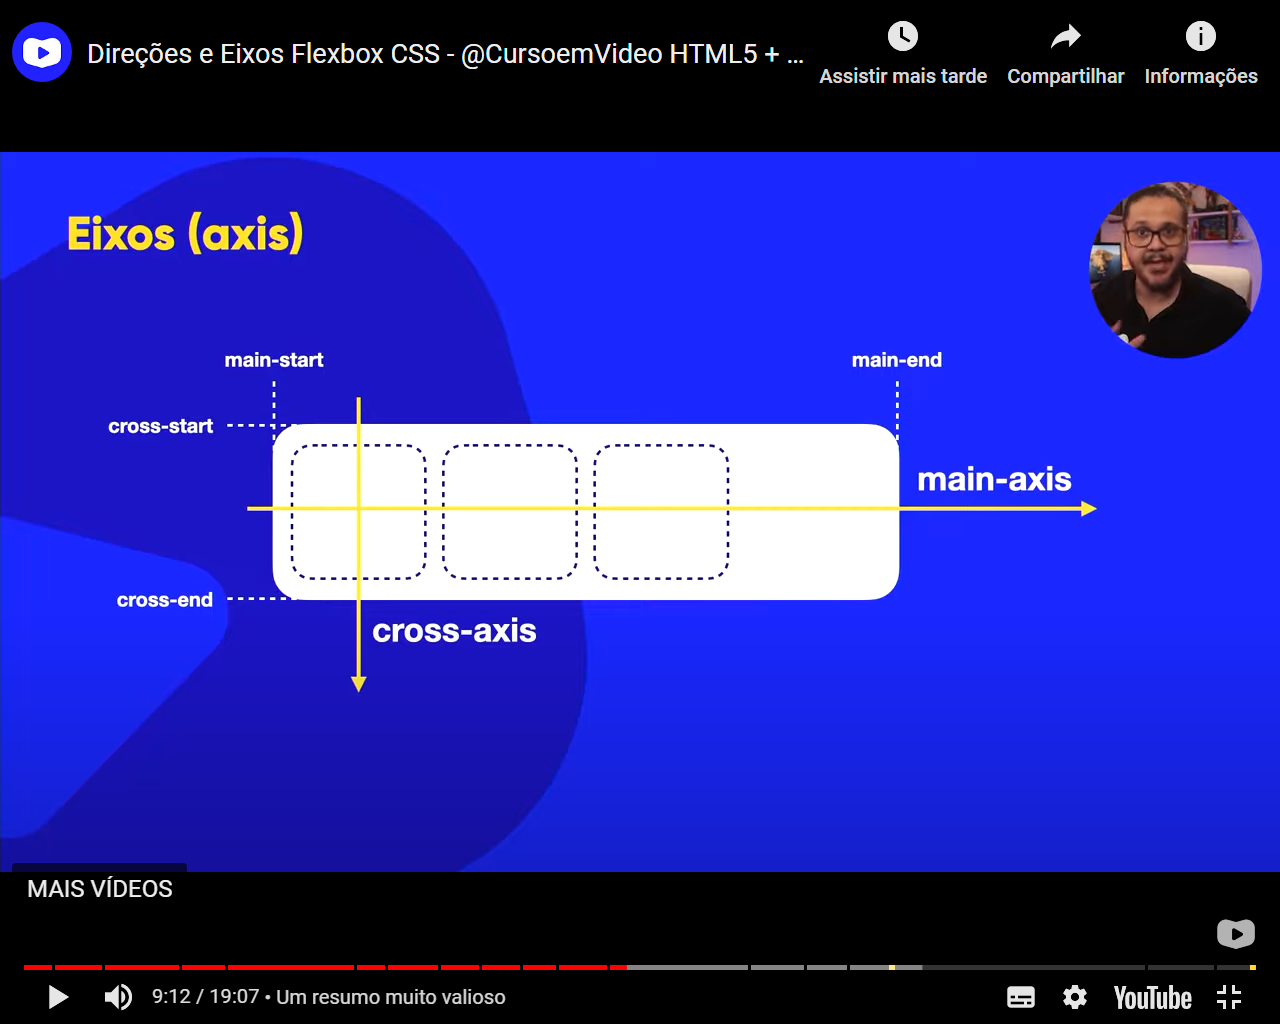 Direções e Eixos Flexbox CSS - @CursoemVideo HTML5 + ...
Assistir mais tarde
Compartilhar
Informações
Eixos (axis)
main-start
main-end
cross-start
main-axis
cross-end
cross-axis
MAIS VÍDEOS
9:12 / 19:07 • Um resumo muito valioso
YouTube